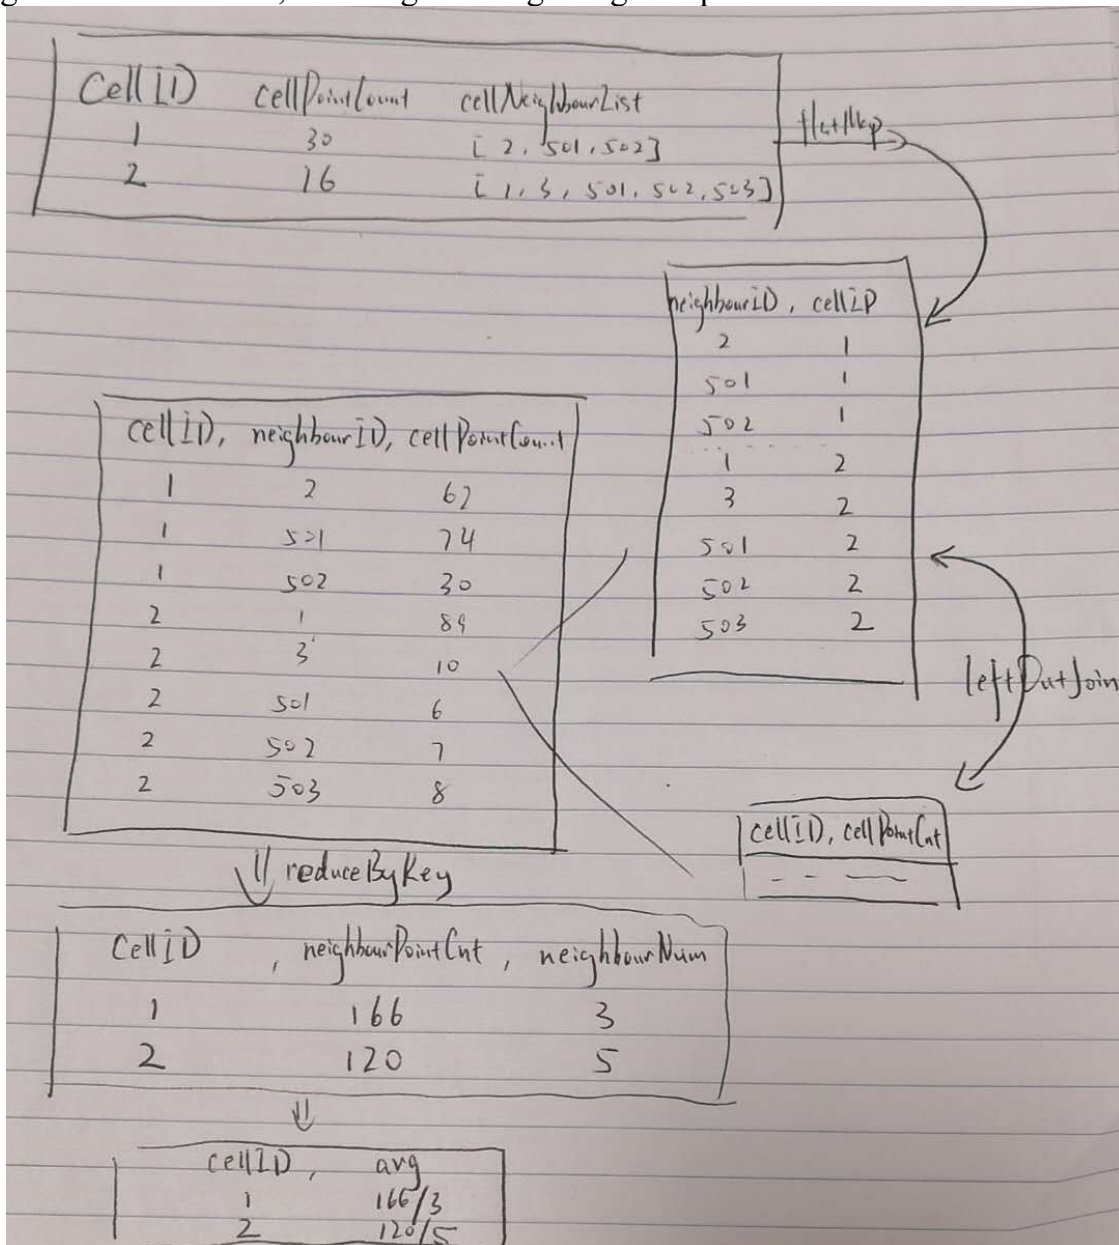 CellID cellPointCount cellNeighbourList
1 30 [2, 501, 502]
2 16 [1, 3, 501, 502, 503]
flatMap
neighbourID, cellID
2 1
501 1
502 1
1 2
3 2
501 2
502 2
503 2
leftOutJoin
cellID, cellPointCnt
cellID, neighbourID, cellPointCount
1 2 62
1 501 74
1 502 30
2 1 89
2 3 10
2 501 6
2 502 7
2 503 8
reduceByKey
CellID, neighbourPointCnt, neighbourNum
1 166 3
2 120 5
cellID, avg
1 166/3
2 120/5